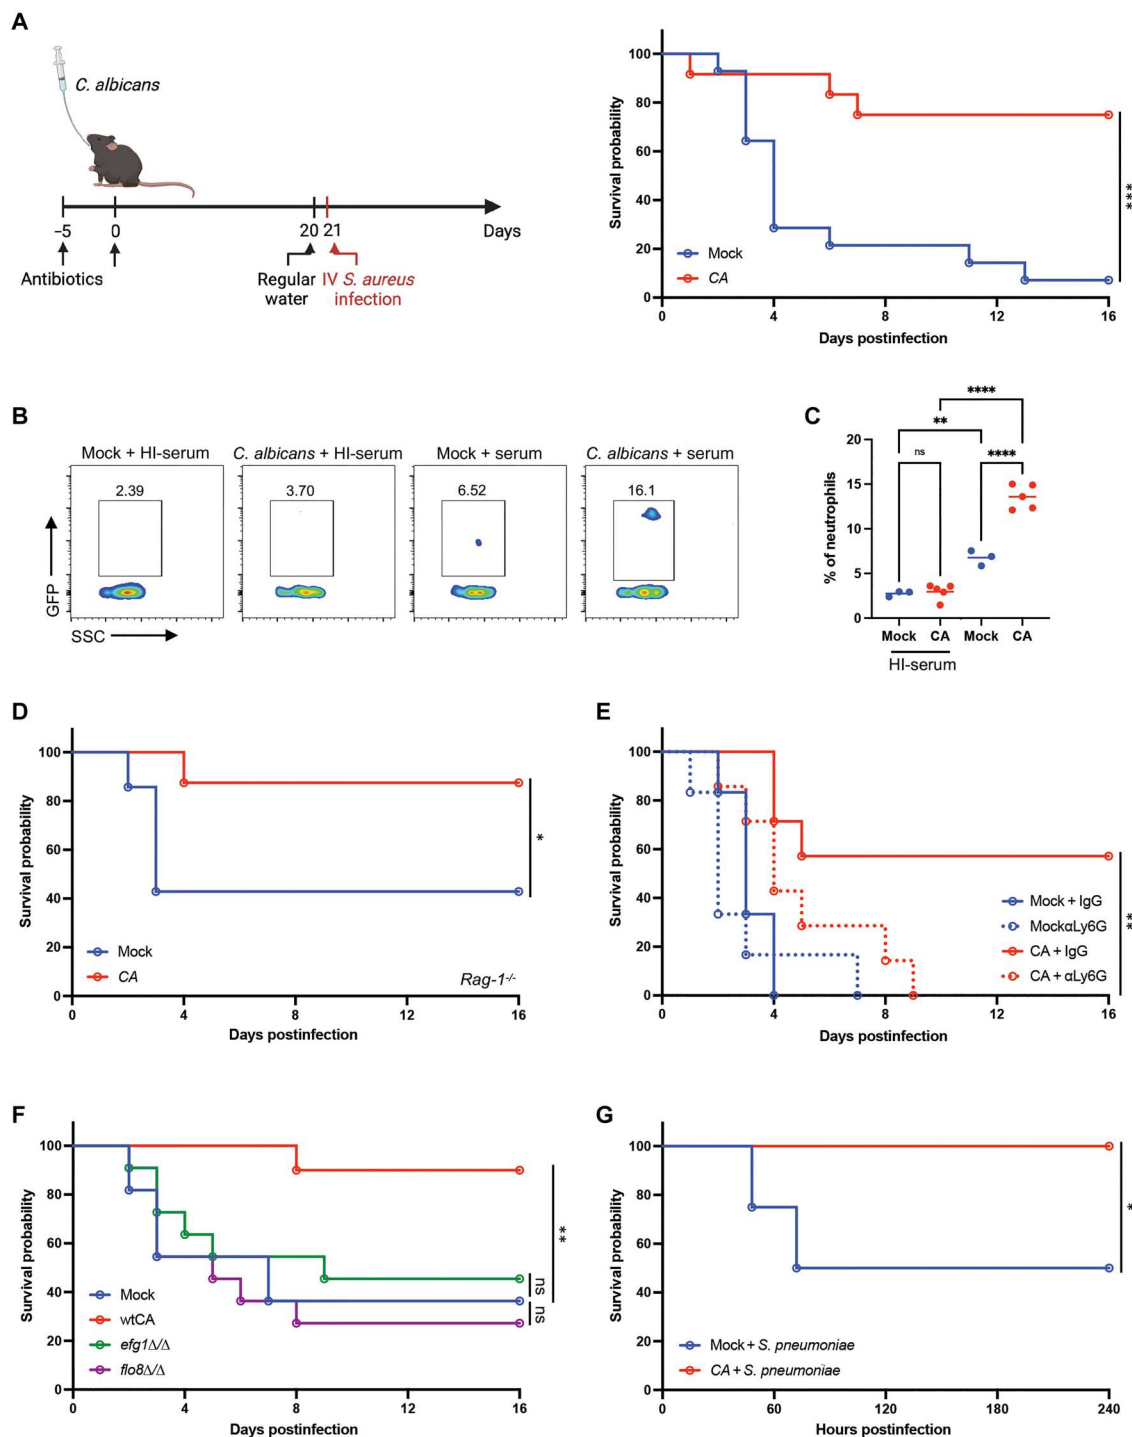 A
C. albicans
−5
0
20
21
Days
Antibiotics
Regular
water
IV S. aureus
infection
Survival probability
100
80
60
40
20
0
Mock
CA
***
0
4
8
12
16
Days postinfection
B
Mock + HI-serum
C. albicans + HI-serum
Mock + serum
C. albicans + serum
2.39
3.70
6.52
16.1
GFP
SSC
C
****
**
ns
****
% of neutrophils
20
15
10
5
0
Mock
CA
Mock
CA
HI-serum
D
Survival probability
100
80
60
40
20
0
*
Mock
CA
Rag-1-/-
0
4
8
12
16
Days postinfection
E
Survival probability
100
80
60
40
20
0
Mock + IgG
MockαLy6G
CA + IgG
CA + αLy6G
**
0
4
8
12
16
Days postinfection
F
Survival probability
100
80
60
40
20
0
**
ns
ns
Mock
wtCA
efg1Δ/Δ
flo8Δ/Δ
0
4
8
12
16
Days postinfection
G
Survival probability
100
80
60
40
20
0
*
Mock + S. pneumoniae
CA + S. pneumoniae
0
60
120
180
240
Hours postinfection